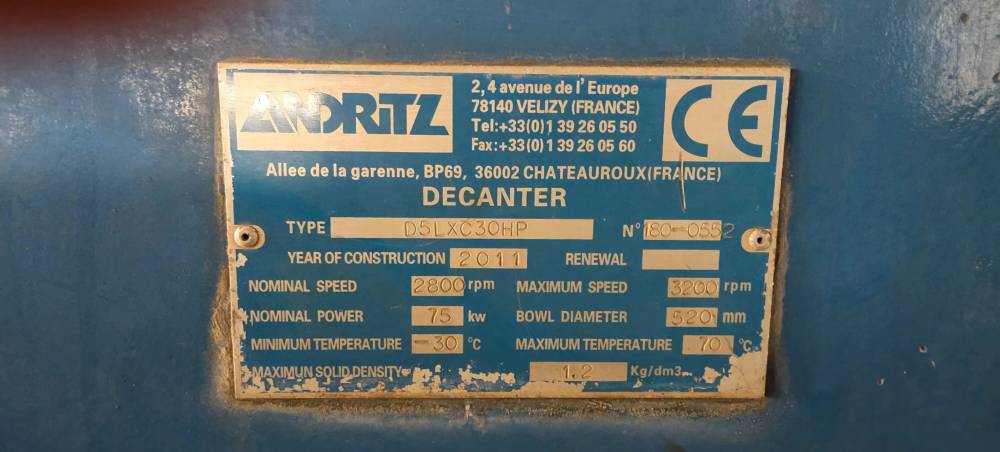 ANDRITZ
2,4 avenue de l'Europe
78140 VELIZY (FRANCE)
Tel:+33(0)1 39 26 05 50
Fax:+33(0)1 39 26 05 60
CE
Allee de la garenne, BP69, 36002 CHATEAUROUX(FRANCE)
DECANTER
TYPE D5LXC30HP N° 180-0552
YEAR OF CONSTRUCTION 2011 RENEWAL
NOMINAL SPEED 2800 rpm MAXIMUM SPEED 3200 rpm
NOMINAL POWER 75 kw BOWL DIAMETER 520 mm
MINIMUM TEMPERATURE -30 °C MAXIMUM TEMPERATURE 70 °C
MAXIMUN SOLID DENSITY 1.2 Kg/dm3